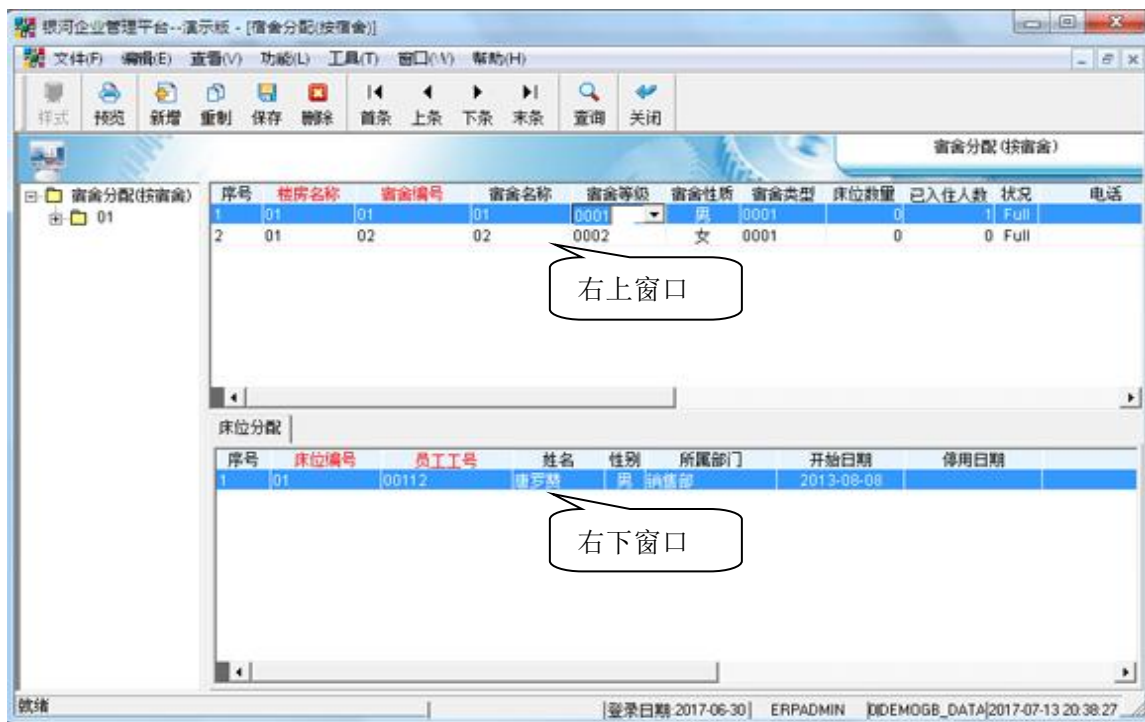 银河企业管理平台--演示版 - [宿舍分配(按宿舍)]
文件(F) 编辑(E) 查看(V) 功能(L) 工具(T) 窗口(W) 帮助(H)
样式 预览 新增 重制 保存 删除 首条 上条 下条 末条 查询 关闭
宿舍分配(按宿舍)
宿舍分配(按宿舍)
01
序号 楼房名称 宿舍编号 宿舍名称 宿舍等级 宿舍性质 宿舍类型 床位数量 已入住人数 状况 电话
1 01 01 01 0001 男 0001 0 1 Full
2 01 02 02 0002 女 0001 0 0 Full
右上窗口
床位分配
序号 床位编号 员工工号 姓名 性别 所属部门 开始日期 停用日期
1 01 00112 唐罗 男 销售部 2013-08-08
右下窗口
就绪 登录日期:2017-06-30 ERPADMIN DEMOGB_DATA 2017-07-13 20:38:27